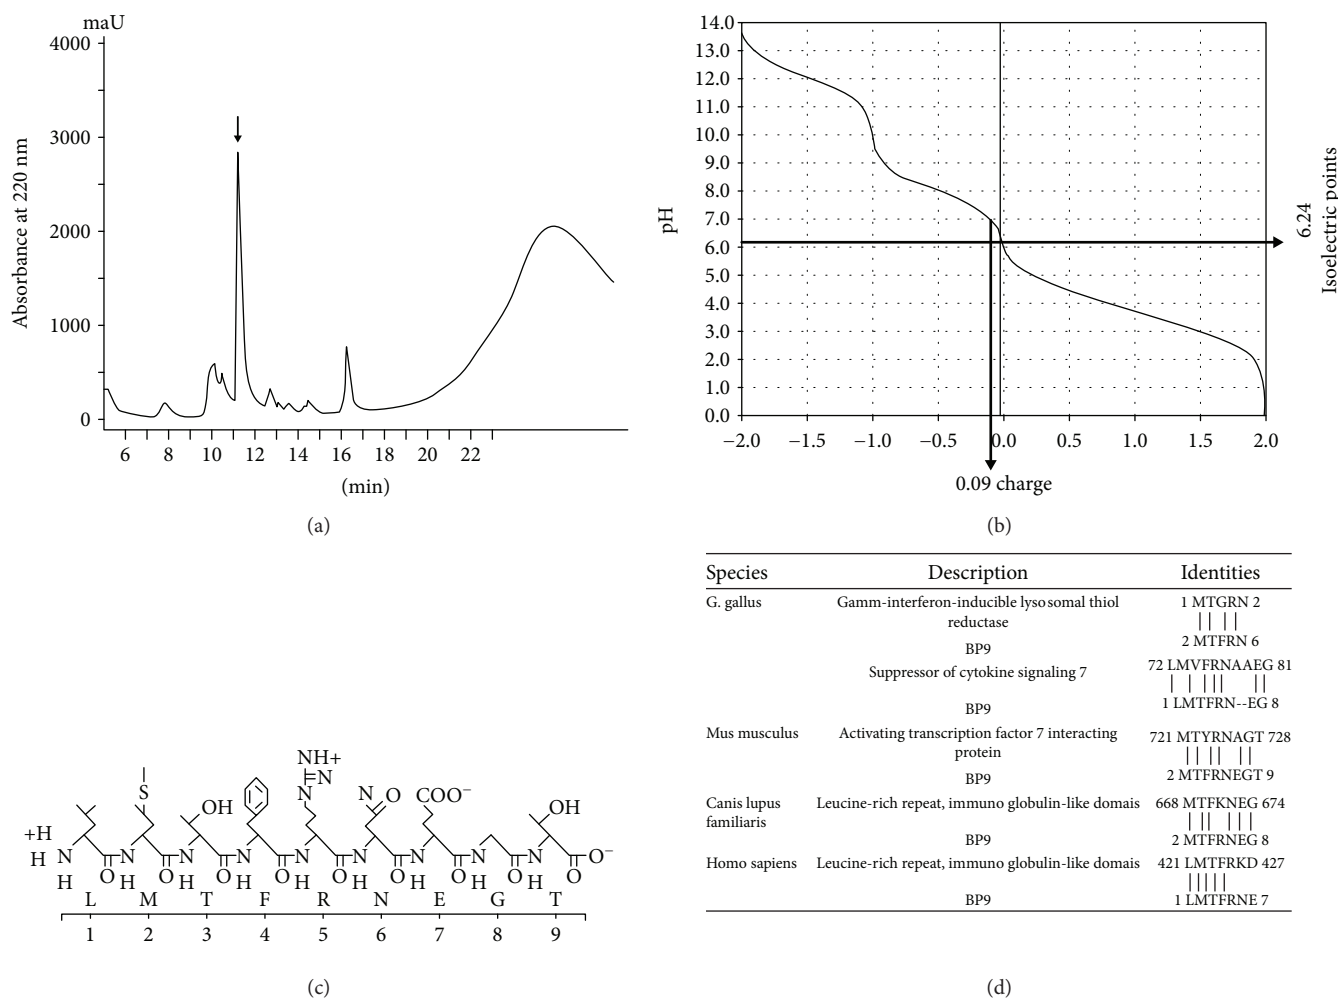 maU
4000
3000
2000
1000
0
Absorbance at 220 nm
6 8 10 12 14 16 18 20 22
(min)
(a)
14.0
13.0
12.0
11.0
10.0
9.0
8.0
7.0
6.0
5.0
4.0
3.0
2.0
1.0
0.0
pH
−2.0 −1.5 −1.0 −0.5 0.0 0.5 1.0 1.5 2.0
0.09 charge
6.24
Isoelectric points
(b)
NH+
N
S OH N N O COO− OH
+H
H N N N N N N N N N O−
H O H O H O H O H O H O H O H O H O
L M T F R N E G T
1 2 3 4 5 6 7 8 9
(c)
Species Description Identities
G. gallus Gamm-interferon-inducible lysosomal thiol 1 MTGRN 2
reductase
BP9 2 MTFRN 6
Suppressor of cytokine signaling 7 72 LMVFRNAAEG 81
BP9 1 LMTFRN--EG 8
Mus musculus Activating transcription factor 7 interacting 721 MTYRNAGT 728
protein
BP9 2 MTFRNEGT 9
Canis lupus Leucine-rich repeat, immuno globulin-like domais 668 MTFKNEG 674
familiaris
BP9 2 MTFRNEG 8
Homo sapiens Leucine-rich repeat, immuno globulin-like domais 421 LMTFRKD 427
BP9 1 LMTFRNE 7
(d)